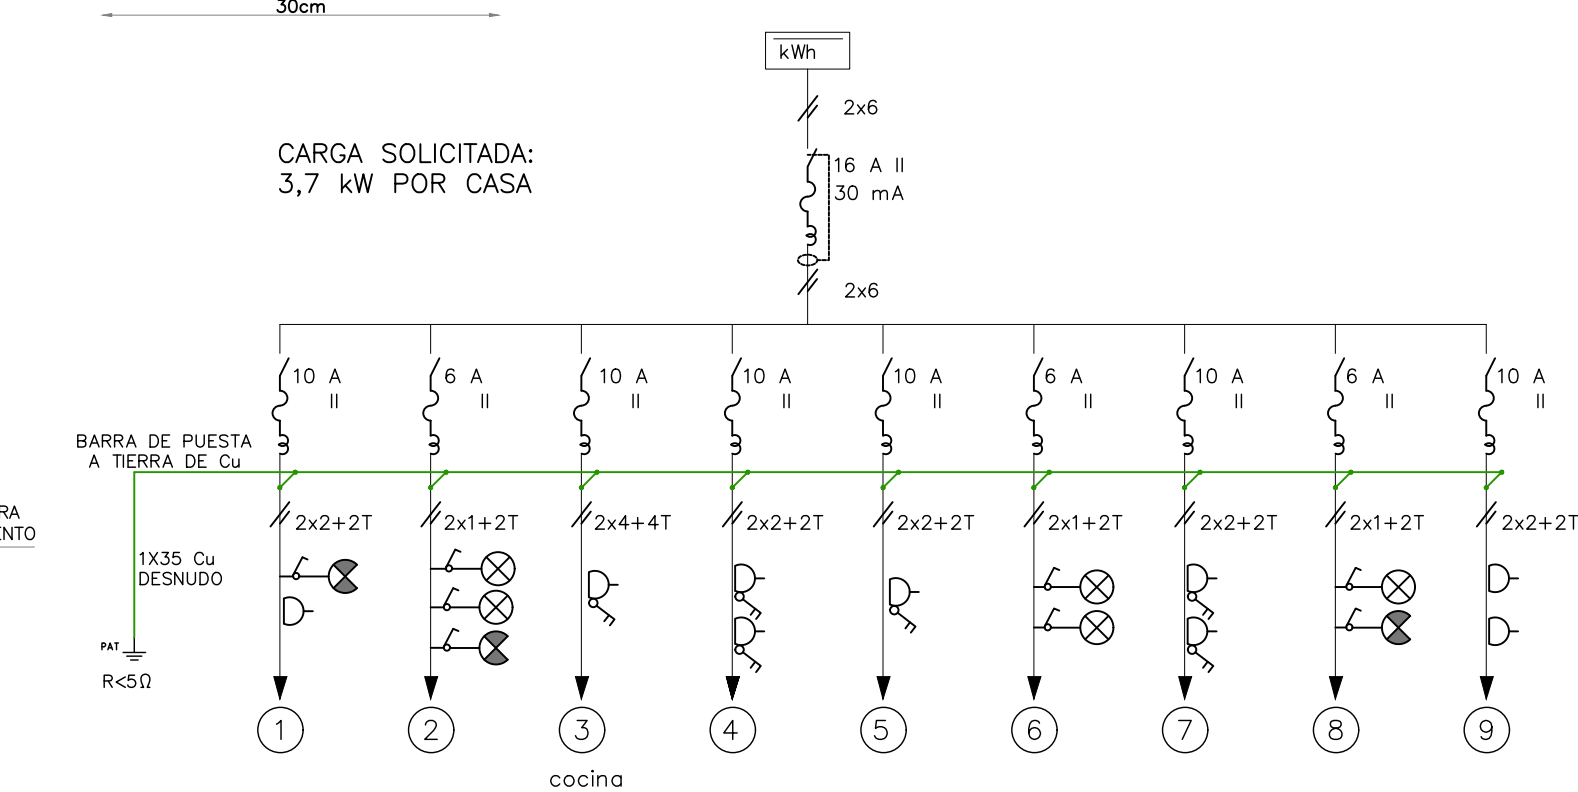 30cm
kWh
2x6
CARGA SOLICITADA:
3,7 kW POR CASA
16 A II
30 mA
2x6
10 A
II
6 A
II
10 A
II
10 A
II
10 A
II
6 A
II
10 A
II
6 A
II
10 A
II
BARRA DE PUESTA
A TIERRA DE Cu
RA
ENTO
2x2+2T
2x1+2T
2x4+4T
2x2+2T
2x2+2T
2x1+2T
2x2+2T
2x1+2T
2x2+2T
1X35 Cu
DESNUDO
PAT
R<5Ω
1
2
3
4
5
6
7
8
9
cocina